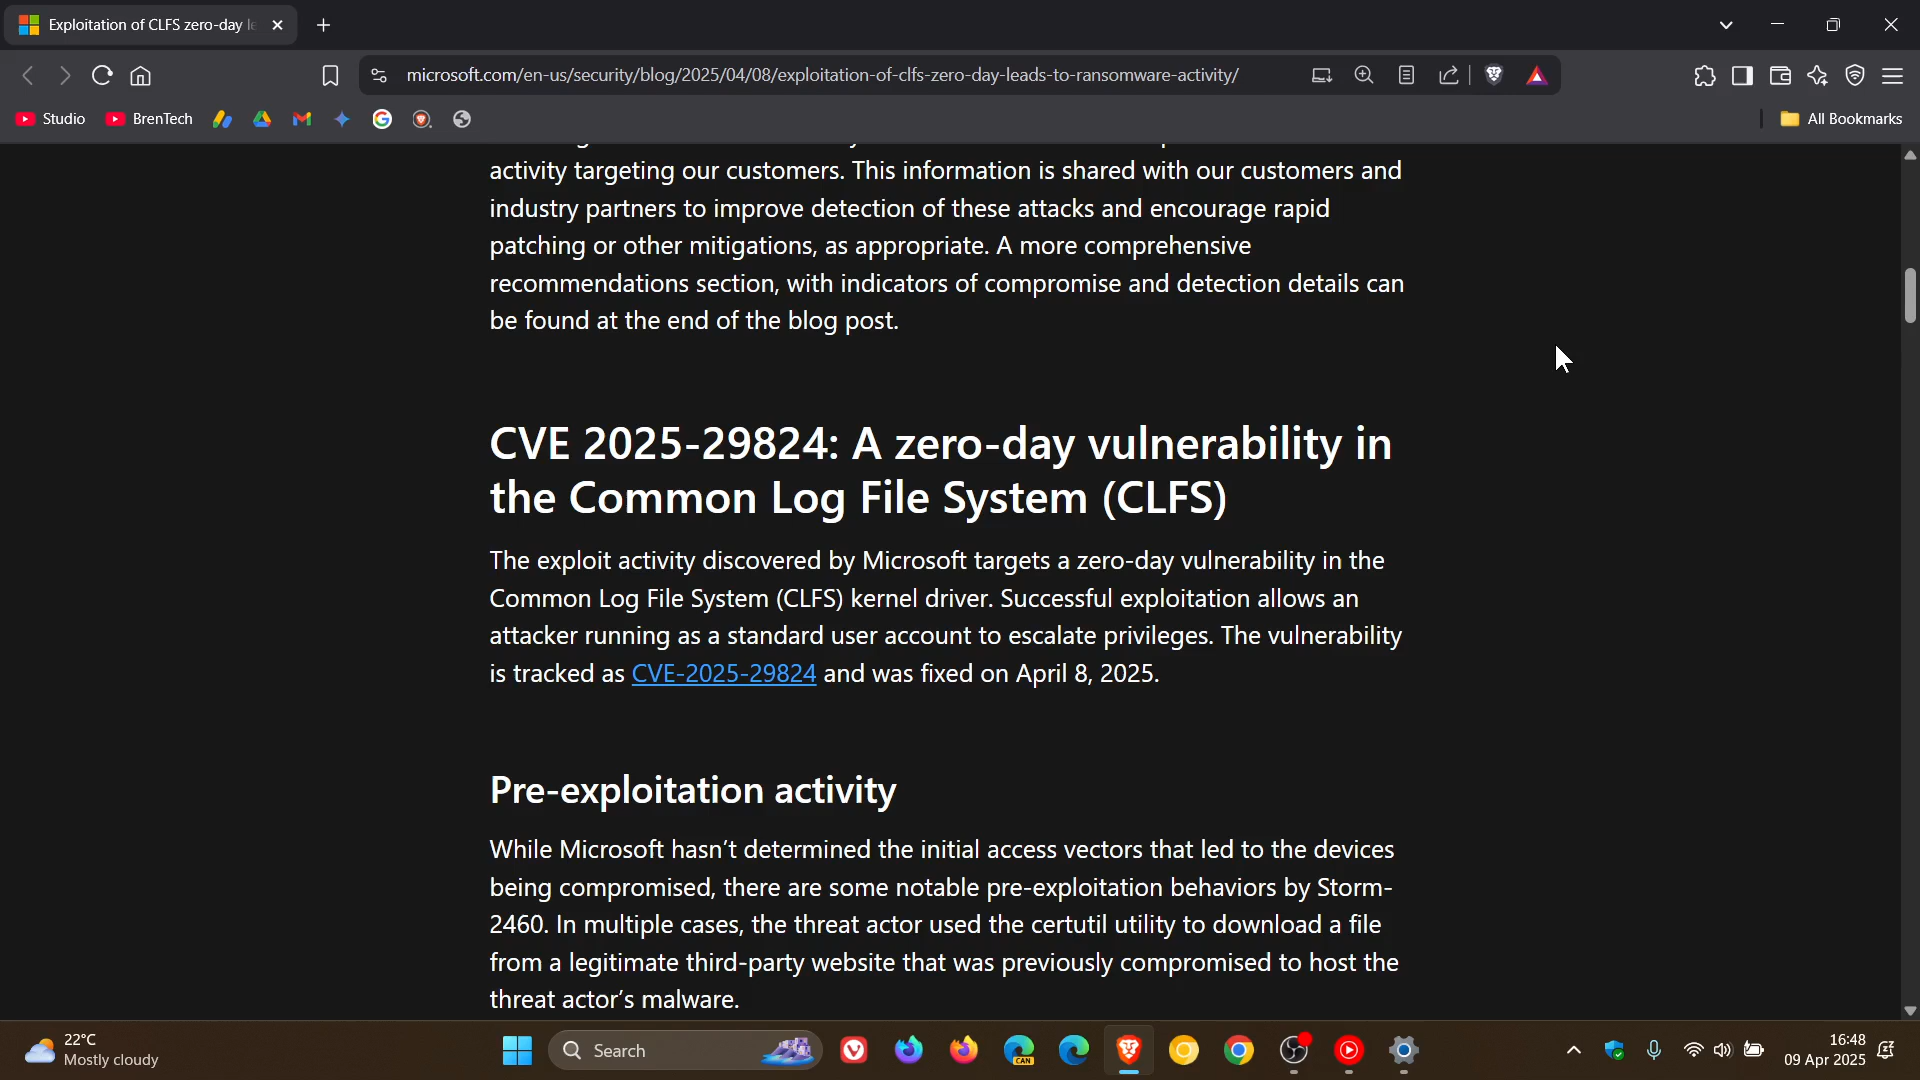 Exploitation of CLFS zero-day
microsoft.com/en-us/security/blog/2025/04/08/exploitation-of-clfs-zero-day-leads-to-ransomware-activity/
Studio
BrenTech
All Bookmarks
activity targeting our customers. This information is shared with our customers and
industry partners to improve detection of these attacks and encourage rapid
patching or other mitigations, as appropriate. A more comprehensive
recommendations section, with indicators of compromise and detection details can
be found at the end of the blog post.
CVE 2025-29824: A zero-day vulnerability in
the Common Log File System (CLFS)
The exploit activity discovered by Microsoft targets a zero-day vulnerability in the
Common Log File System (CLFS) kernel driver. Successful exploitation allows an
attacker running as a standard user account to escalate privileges. The vulnerability
is tracked as CVE-2025-29824 and was fixed on April 8, 2025.
Pre-exploitation activity
While Microsoft hasn’t determined the initial access vectors that led to the devices
being compromised, there are some notable pre-exploitation behaviors by Storm-
2460. In multiple cases, the threat actor used the certutil utility to download a file
from a legitimate third-party website that was previously compromised to host the
threat actor’s malware.
22°C
Mostly cloudy
Search
CAN
16:48
09 Apr 2025